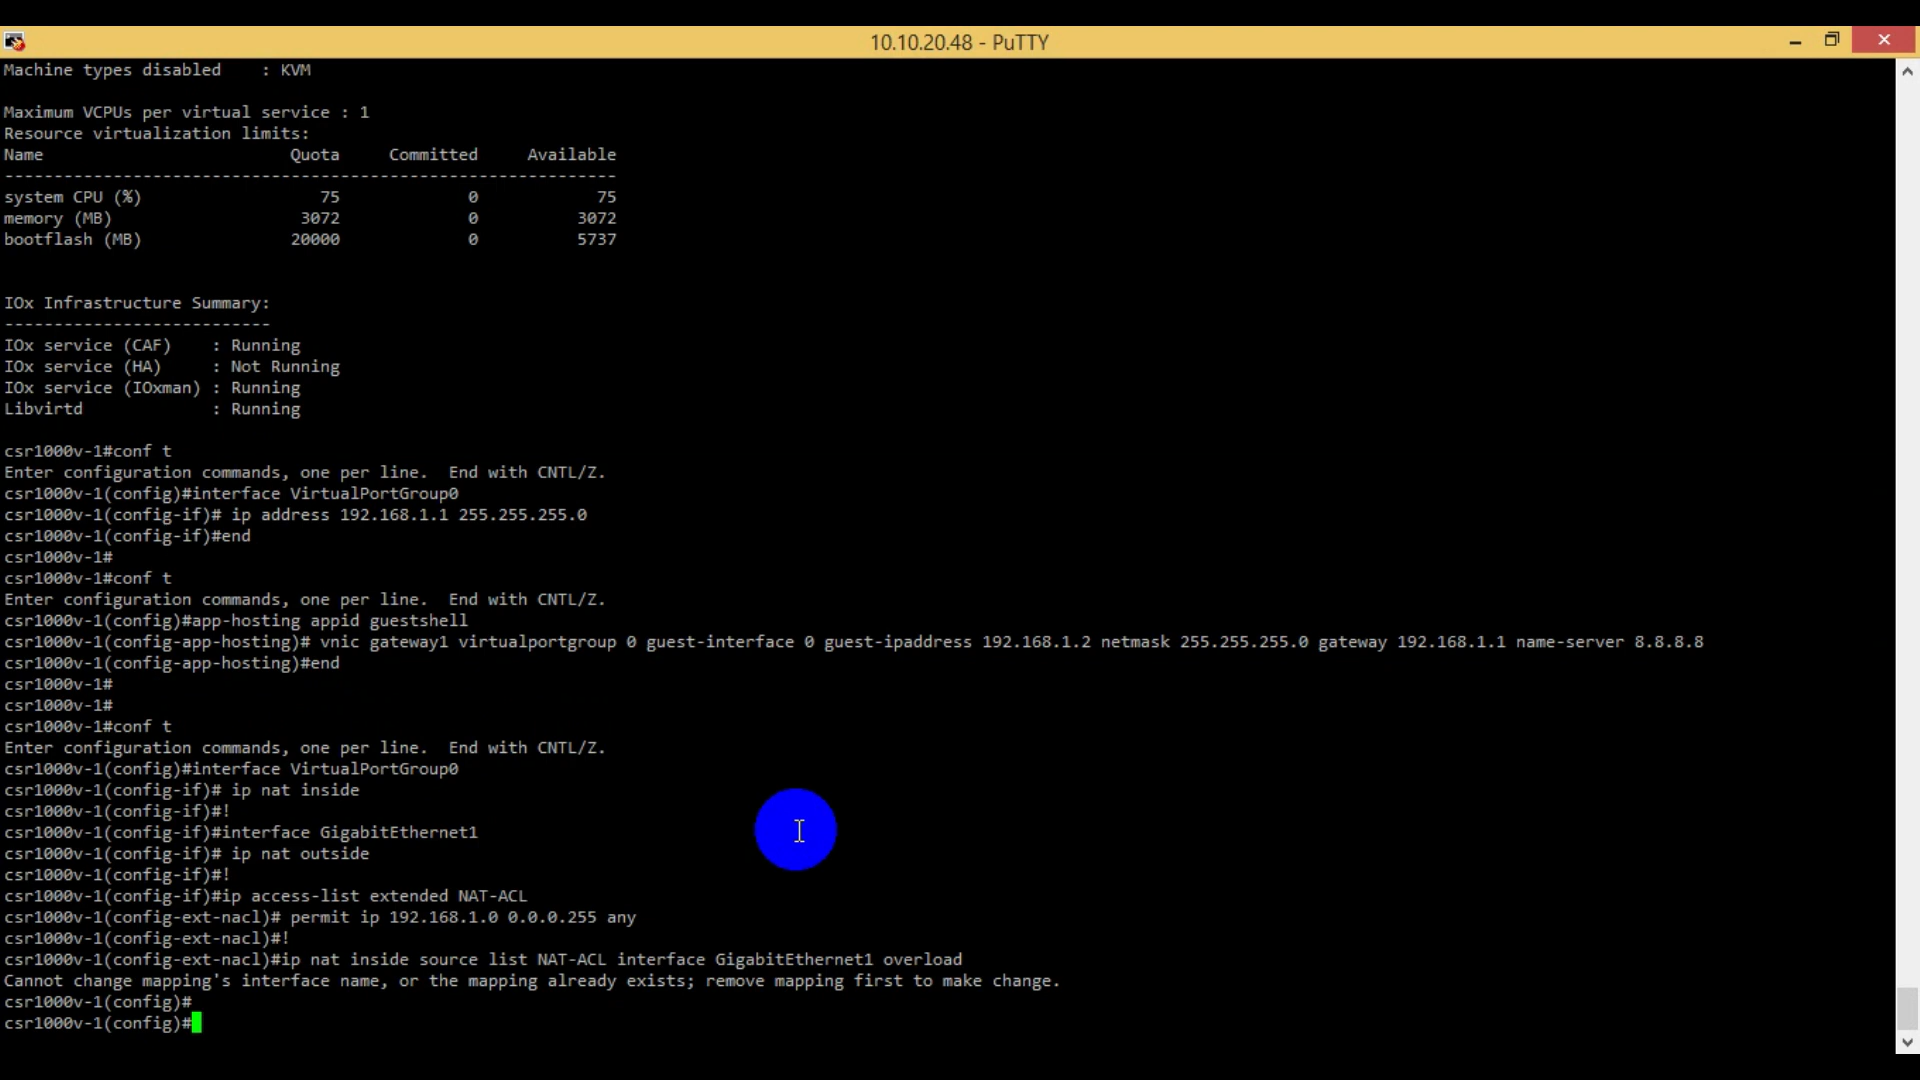 10.10.20.48 - PuTTY
Machine types disabled    : KVM
Maximum VCPUs per virtual service : 1
Resource virtualization limits:
Name                         Quota     Committed     Available
--------------------------------------------------------------
system CPU (%)                  75             0            75
memory (MB)                   3072             0          3072
bootflash (MB)               20000             0          5737
IOx Infrastructure Summary:
---------------------------
IOx service (CAF)    : Running
IOx service (HA)     : Not Running
IOx service (IOxman) : Running
Libvirtd             : Running
csr1000v-1#conf t
Enter configuration commands, one per line.  End with CNTL/Z.
csr1000v-1(config)#interface VirtualPortGroup0
csr1000v-1(config-if)# ip address 192.168.1.1 255.255.255.0
csr1000v-1(config-if)#end
csr1000v-1#
csr1000v-1#conf t
Enter configuration commands, one per line.  End with CNTL/Z.
csr1000v-1(config)#app-hosting appid guestshell
csr1000v-1(config-app-hosting)# vnic gateway1 virtualportgroup 0 guest-interface 0 guest-ipaddress 192.168.1.2 netmask 255.255.255.0 gateway 192.168.1.1 name-server 8.8.8.8
csr1000v-1(config-app-hosting)#end
csr1000v-1#
csr1000v-1#
csr1000v-1#conf t
Enter configuration commands, one per line.  End with CNTL/Z.
csr1000v-1(config)#interface VirtualPortGroup0
csr1000v-1(config-if)# ip nat inside
csr1000v-1(config-if)#!
csr1000v-1(config-if)#interface GigabitEthernet1
csr1000v-1(config-if)# ip nat outside
csr1000v-1(config-if)#!
csr1000v-1(config-if)#ip access-list extended NAT-ACL
csr1000v-1(config-ext-nacl)# permit ip 192.168.1.0 0.0.0.255 any
csr1000v-1(config-ext-nacl)#!
csr1000v-1(config-ext-nacl)#ip nat inside source list NAT-ACL interface GigabitEthernet1 overload
Cannot change mapping's interface name, or the mapping already exists; remove mapping first to make change.
csr1000v-1(config)#
csr1000v-1(config)#